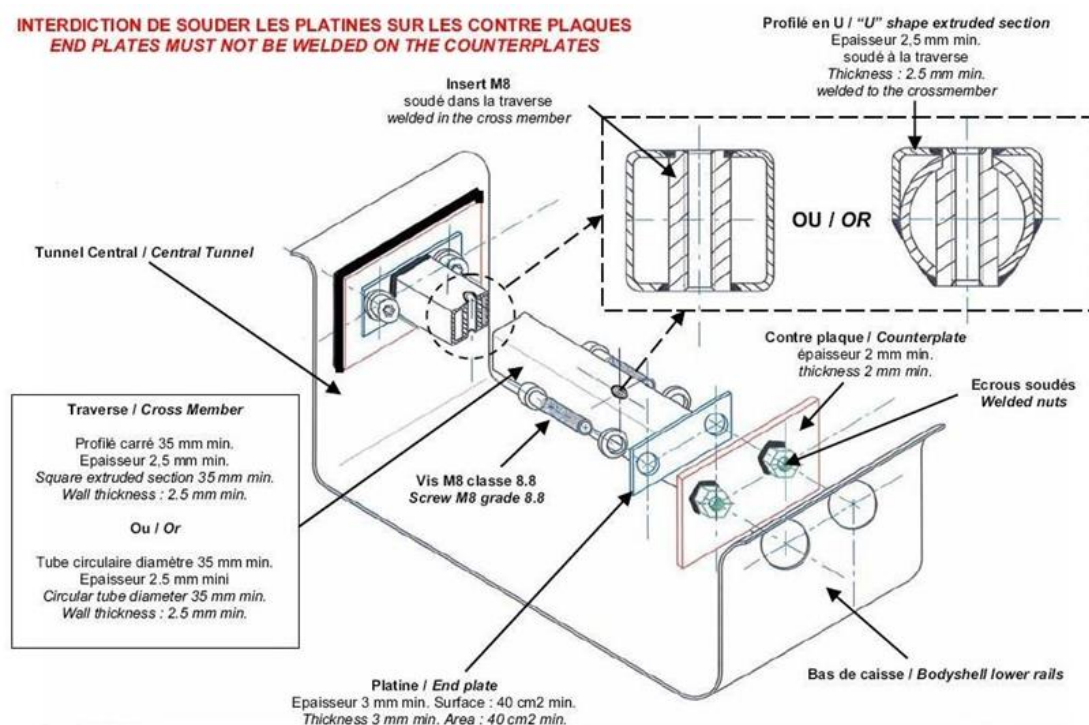 INTERDICTION DE SOUDER LES PLATINES SUR LES CONTRE PLAQUES
END PLATES MUST NOT BE WELDED ON THE COUNTERPLATES
Profilé en U / "U" shape extruded section
Epaisseur 2,5 mm min.
soudé à la traverse
Thickness : 2.5 mm min.
welded to the crossmember
Insert M8
soudé dans la traverse
welded in the cross member
OU / OR
Tunnel Central / Central Tunnel
Contre plaque / Counterplate
épaisseur 2 mm min.
thickness 2 mm min.
Ecrous soudés
Welded nuts
Traverse / Cross Member
Profilé carré 35 mm min.
Epaisseur 2,5 mm min.
Square extruded section 35 mm min.
Wall thickness : 2.5 mm min.
Ou / Or
Tube circulaire diamètre 35 mm min.
Epaisseur 2.5 mm mini
Circular tube diameter 35 mm min.
Wall thickness : 2.5 mm min.
Vis M8 classe 8.8
Screw M8 grade 8.8
Platine / End plate
Epaisseur 3 mm min. Surface : 40 cm2 min.
Thickness 3 mm min. Area : 40 cm2 min.
Bas de caisse / Bodyshell lower rails